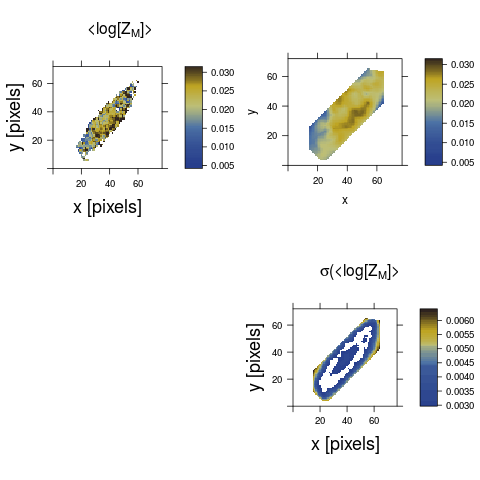 <log[Z_M]>
60
40
20
20 40 60
y [pixels]
x [pixels]
0.030
0.025
0.020
0.015
0.010
0.005
60
40
20
20 40 60
y
x
0.030
0.025
0.020
0.015
0.010
0.005
σ(<log[Z_M]>
60
40
20
20 40 60
y [pixels]
x [pixels]
0.0060
0.0055
0.0050
0.0045
0.0040
0.0035
0.0030